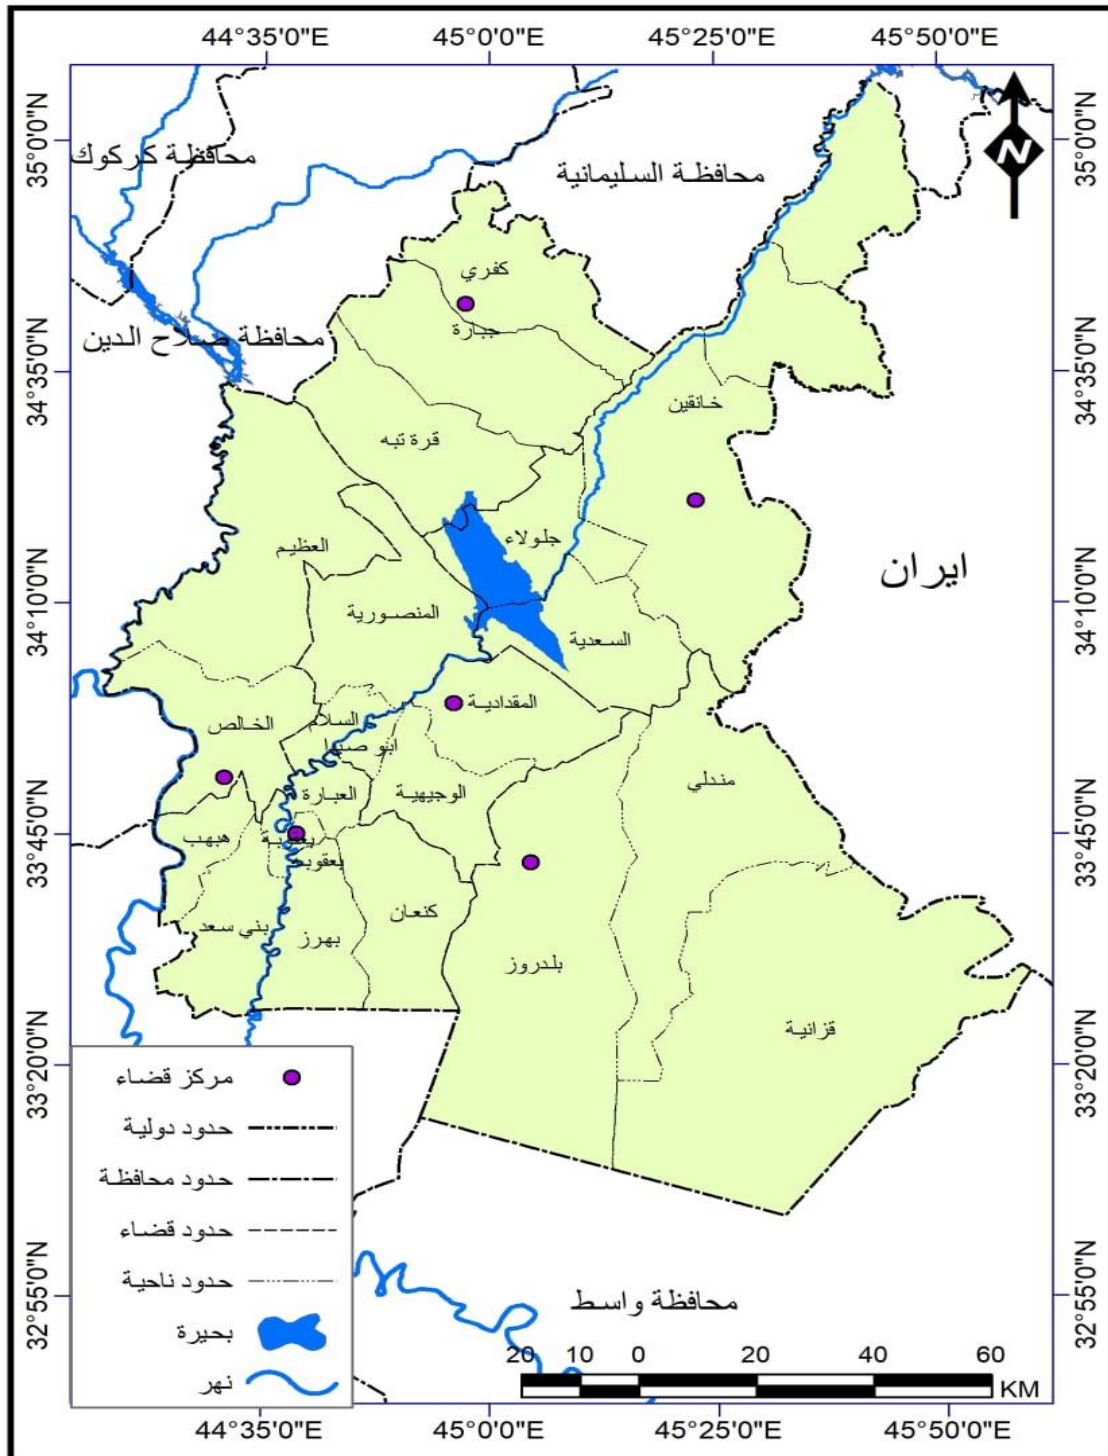 44°35'0"E
45°0'0"E
45°25'0"E
45°50'0"E
35°0'0"N
35°0'0"N
محافظة كركوك
محافظة السليمانية
N
كفري
جبارة
محافظة صلاح الدين
34°35'0"N
34°35'0"N
خانقين
قرة تبه
جلولاء
العظيم
ايران
34°10'0"N
34°10'0"N
المنصورية
السعدية
المقدادية
السلام
الخالص
ابو صيدا
مندلي
الوجيهية
العبارة
33°45'0"N
33°45'0"N
هبهب
بعقوبة
بعقوبة
كنعان
بني سعد
بهرز
بلدروز
قزانية
33°20'0"N
33°20'0"N
مركز قضاء
حدود دولية
حدود محافظة
حدود قضاء
حدود ناحية
بحيرة
نهر
32°55'0"N
32°55'0"N
محافظة واسط
20 10 0 20 40 60
KM
44°35'0"E
45°0'0"E
45°25'0"E
45°50'0"E